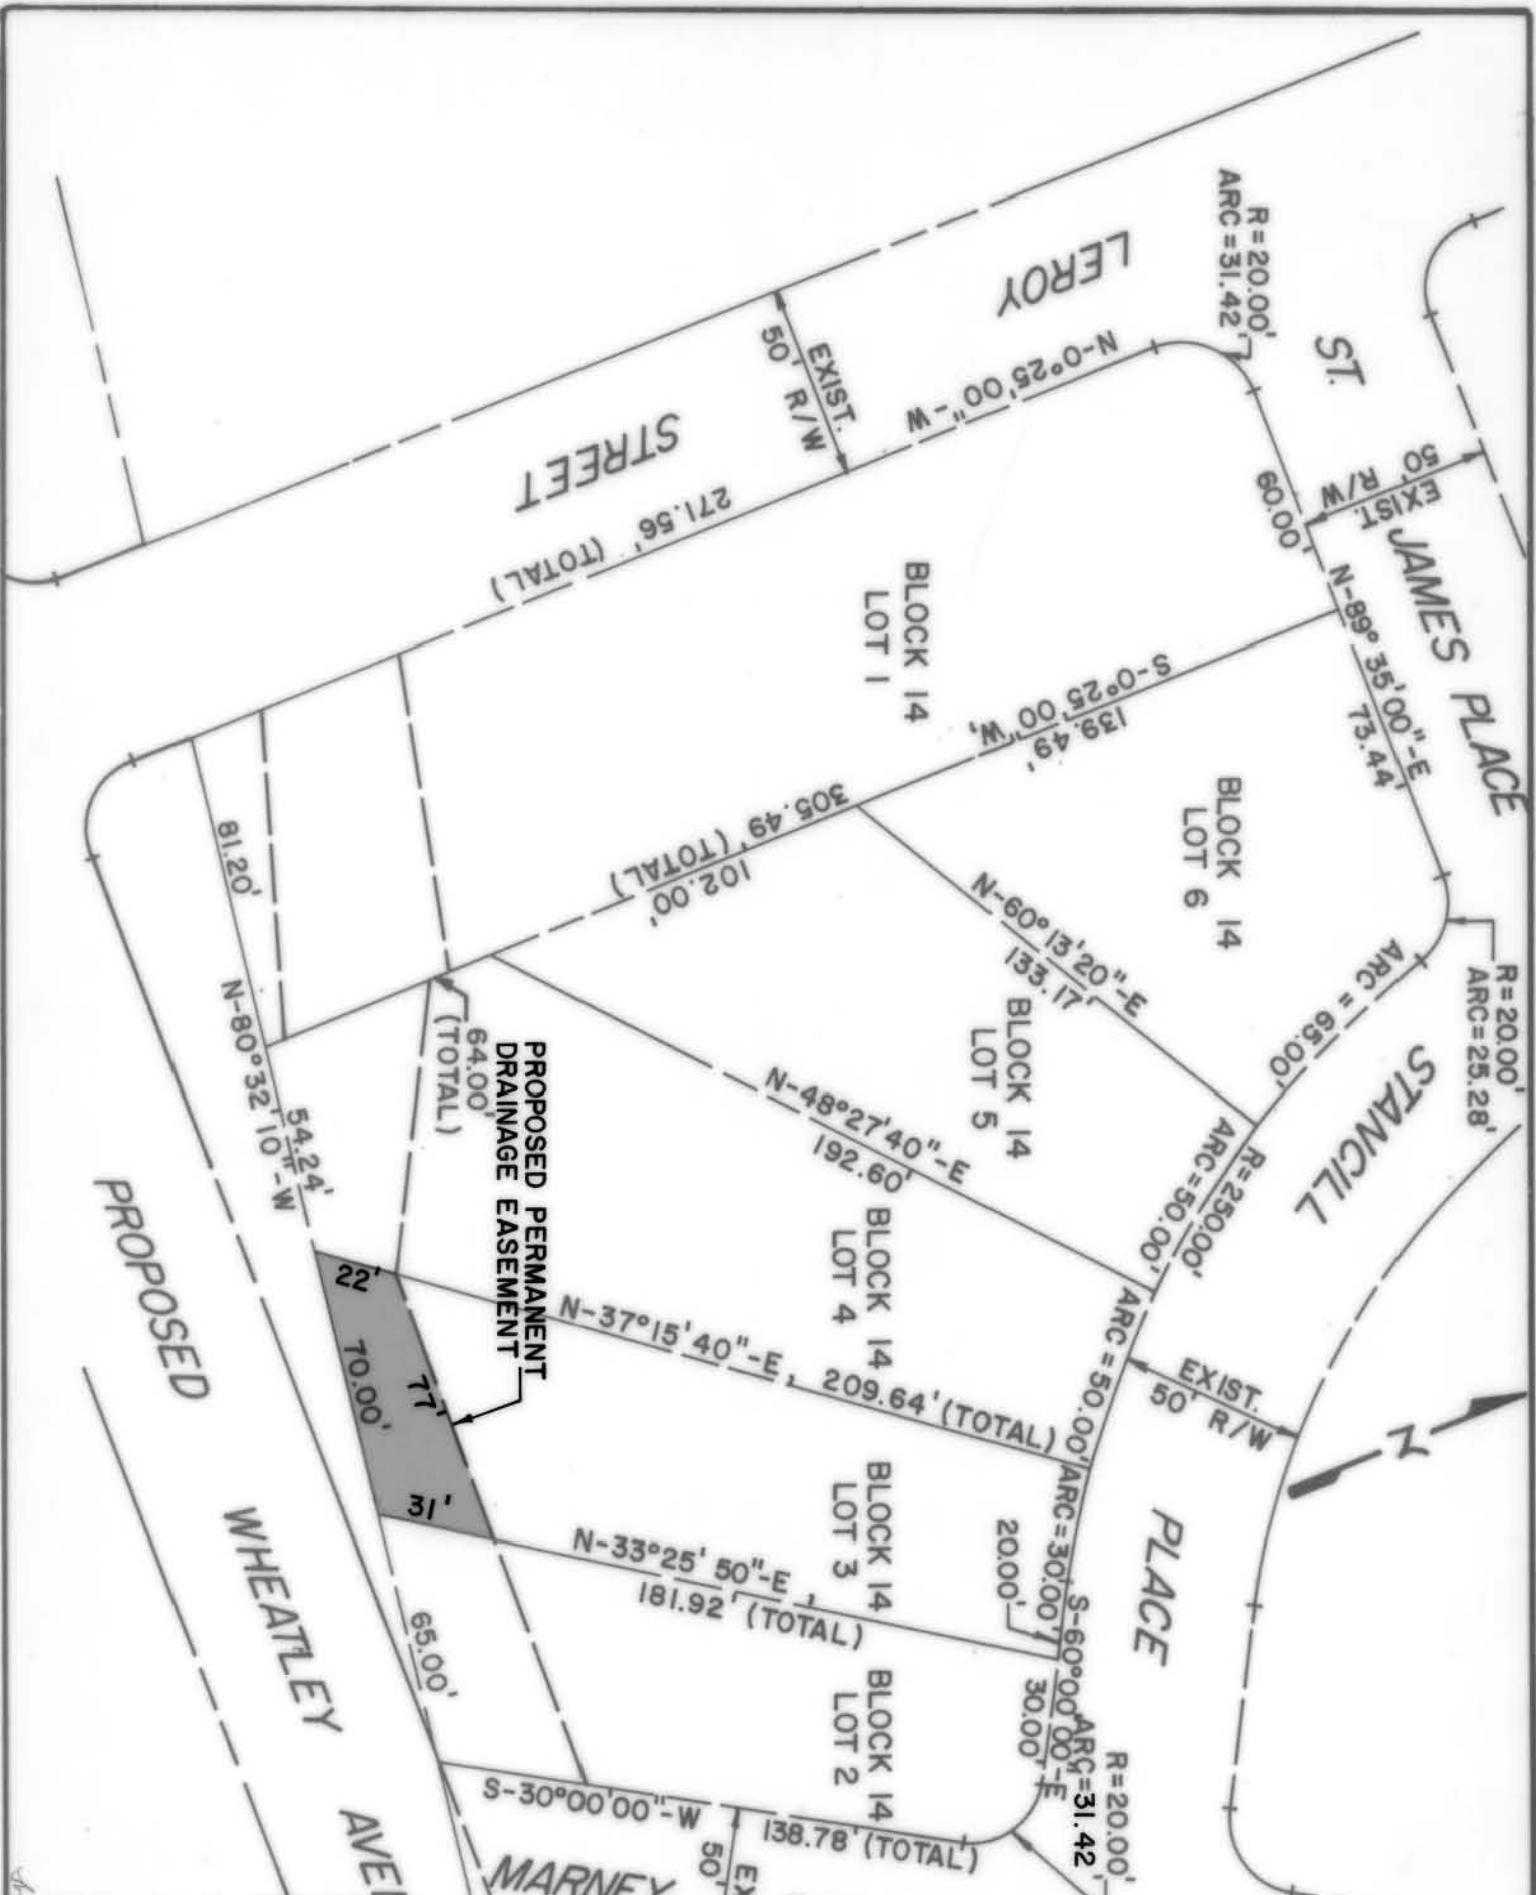 LEROY
STREET
ST.
JAMES PLACE
R=20.00'
ARC=31.42'
EXIST.
50' R/W
N-0°25'00"-W
271.56' (TOTAL)
50'
EXIST.
R/W
60.00'
N-89°35'00"-E
73.44'
BLOCK 14
LOT 1
S-0°25'00"W,
139.49'
305.49' (TOTAL)
102.00'
BLOCK 14
LOT 6
R=20.00'
ARC=25.28'
ARC = 65.00'
N-60°13'20"-E
133.17'
BLOCK 14
LOT 5
STANCILL
PLACE
R=250.00'
ARC=50.00'
N-48°27'40"-E
192.60'
BLOCK 14
LOT 4
ARC=50.00'
EXIST.
50' R/W
N
81.20'
N-80°32'10"-W
54.24'
64.00'
(TOTAL)
PROPOSED PERMANENT
DRAINAGE EASEMENT
22'
70.00'
77'
31'
N-37°15'40"-E, 209.64' (TOTAL)
BLOCK 14
LOT 3
ARC=30.00'
20.00'
N-33°25'50"-E,
181.92' (TOTAL)
S-60°00'00"-E
30.00'
65.00'
BLOCK 14
LOT 2
R=20.00'
ARC=31.42
S-30°00'00"-W
138.78' (TOTAL)
PROPOSED
WHEATLEY
AVE
MARNEY
EX
50'